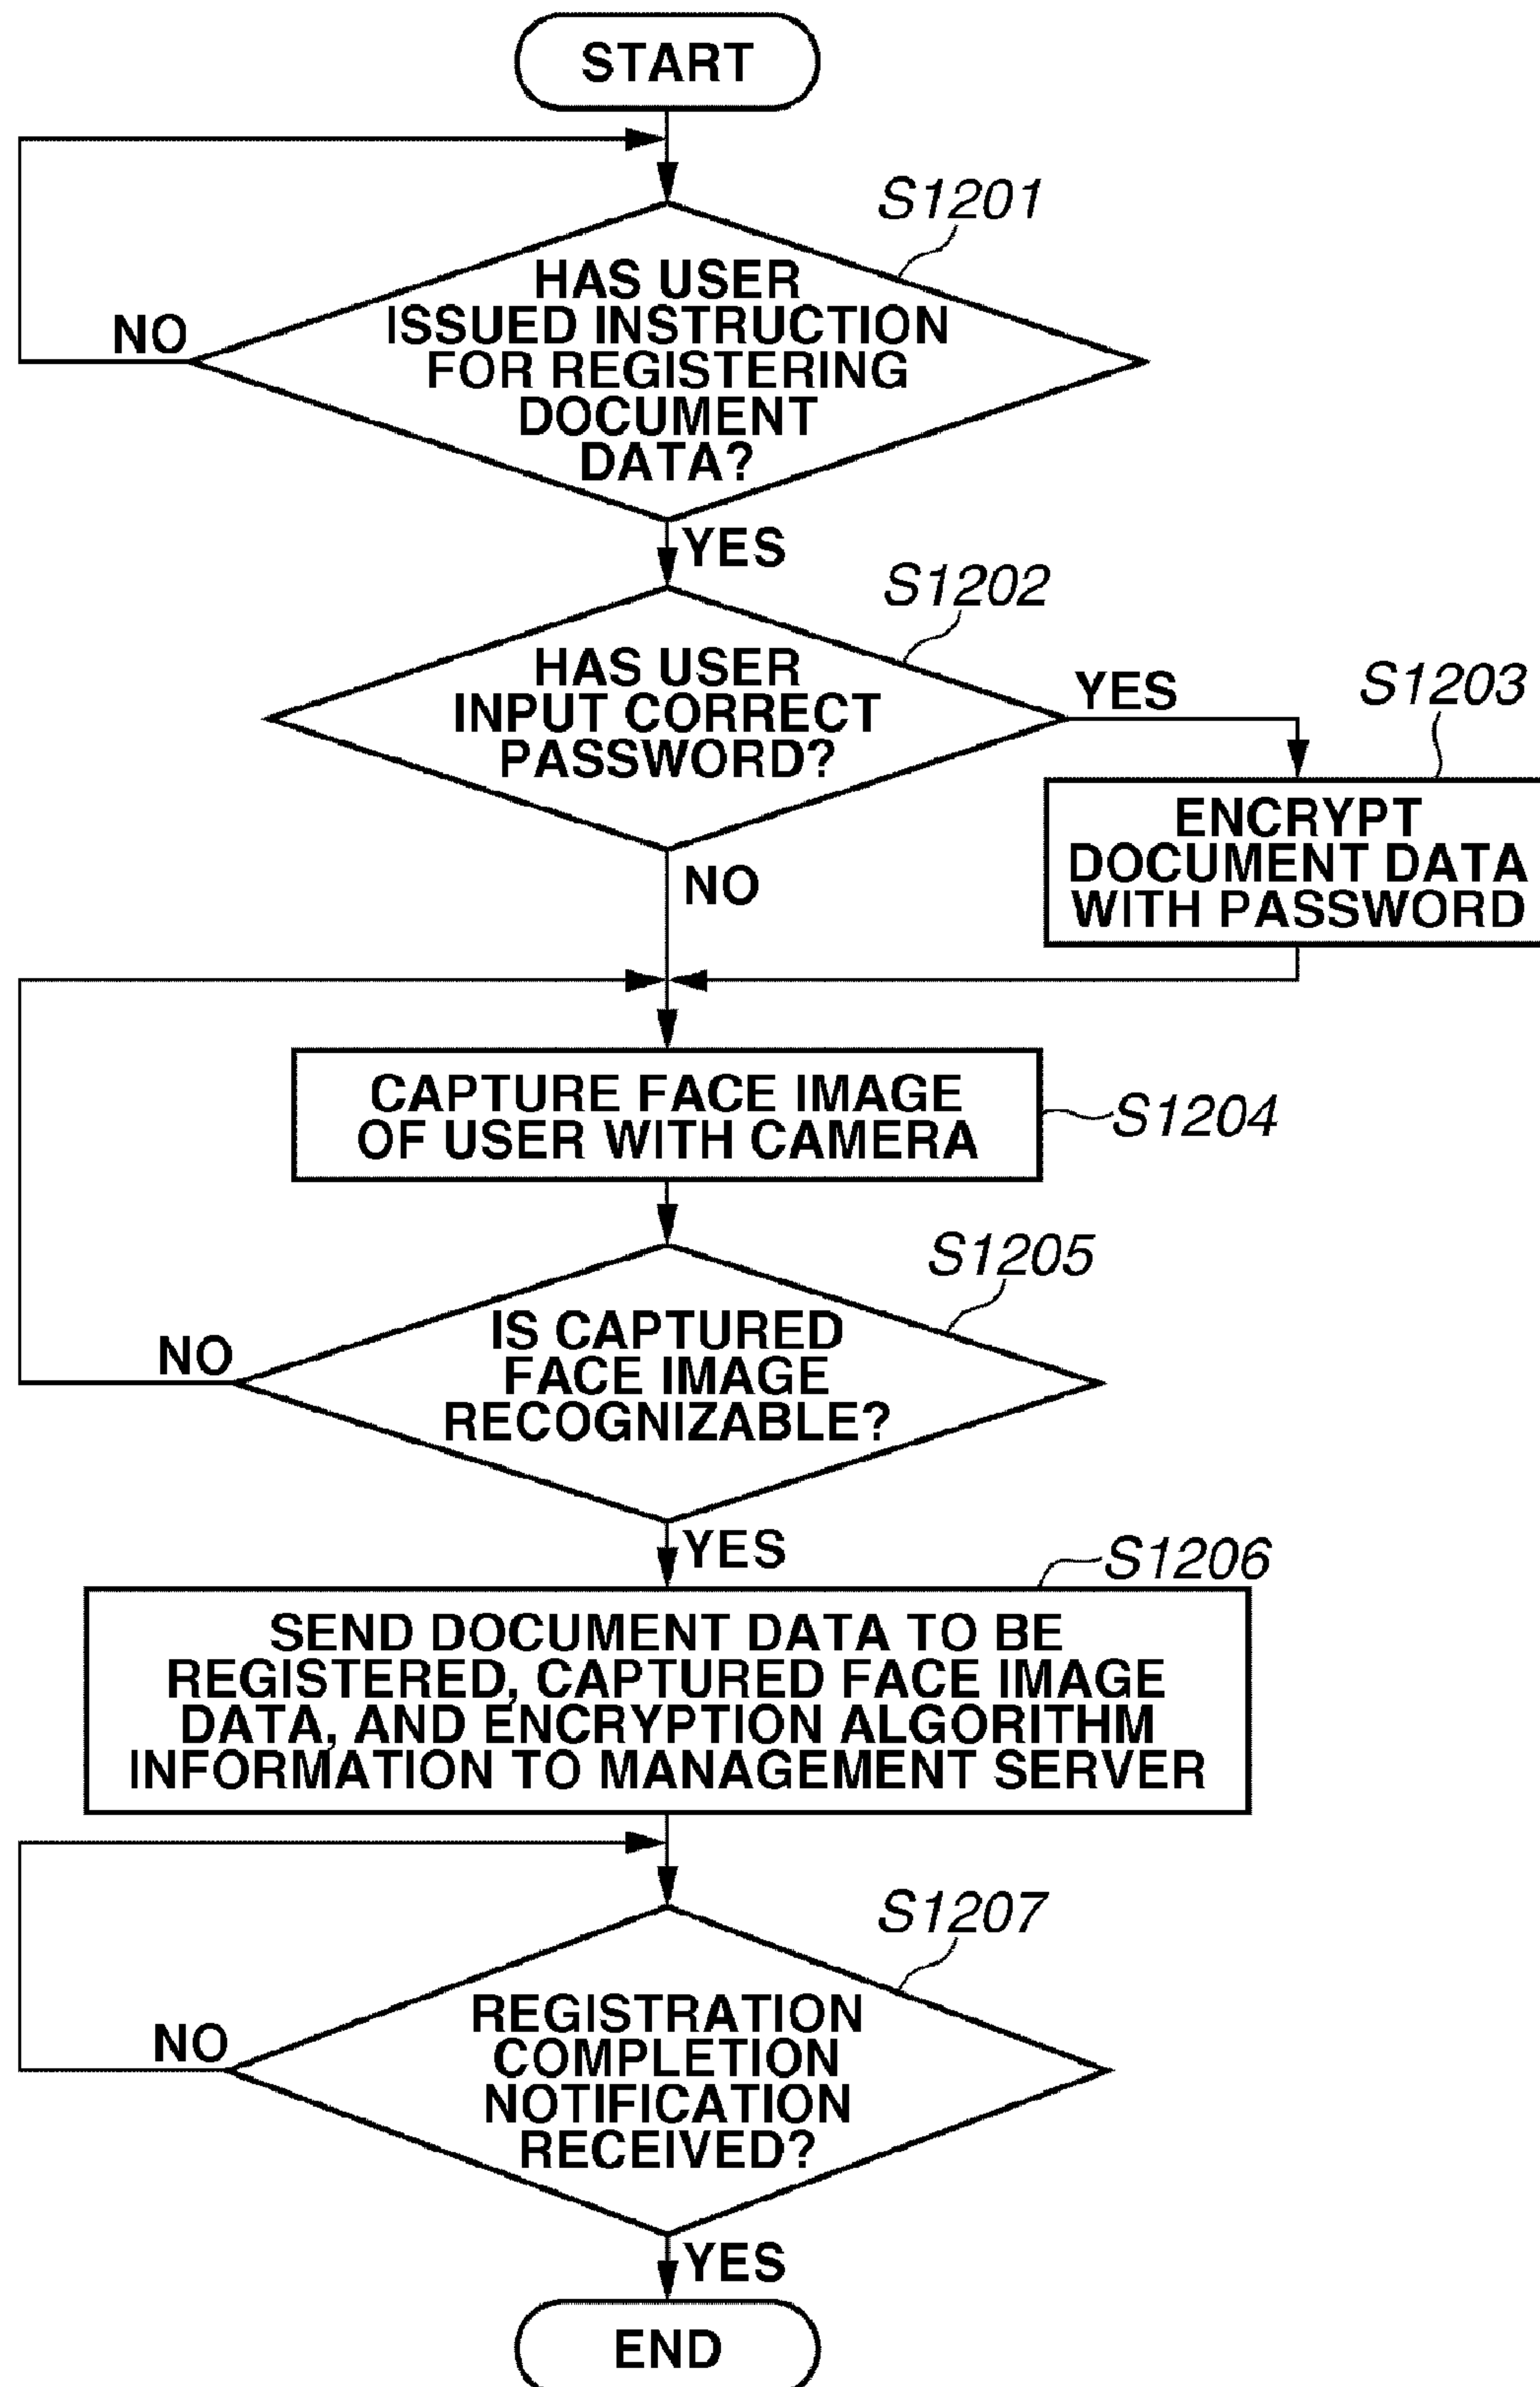 START
S1201
HAS USER
ISSUED INSTRUCTION
FOR REGISTERING
DOCUMENT
DATA?
NO
YES
S1202
HAS USER
INPUT CORRECT
PASSWORD?
YES
S1203
ENCRYPT
DOCUMENT DATA
WITH PASSWORD
NO
CAPTURE FACE IMAGE
OF USER WITH CAMERA
S1204
S1205
IS CAPTURED
FACE IMAGE
RECOGNIZABLE?
NO
YES
S1206
SEND DOCUMENT DATA TO BE
REGISTERED, CAPTURED FACE IMAGE
DATA, AND ENCRYPTION ALGORITHM
INFORMATION TO MANAGEMENT SERVER
S1207
REGISTRATION
COMPLETION
NOTIFICATION
RECEIVED?
NO
YES
END